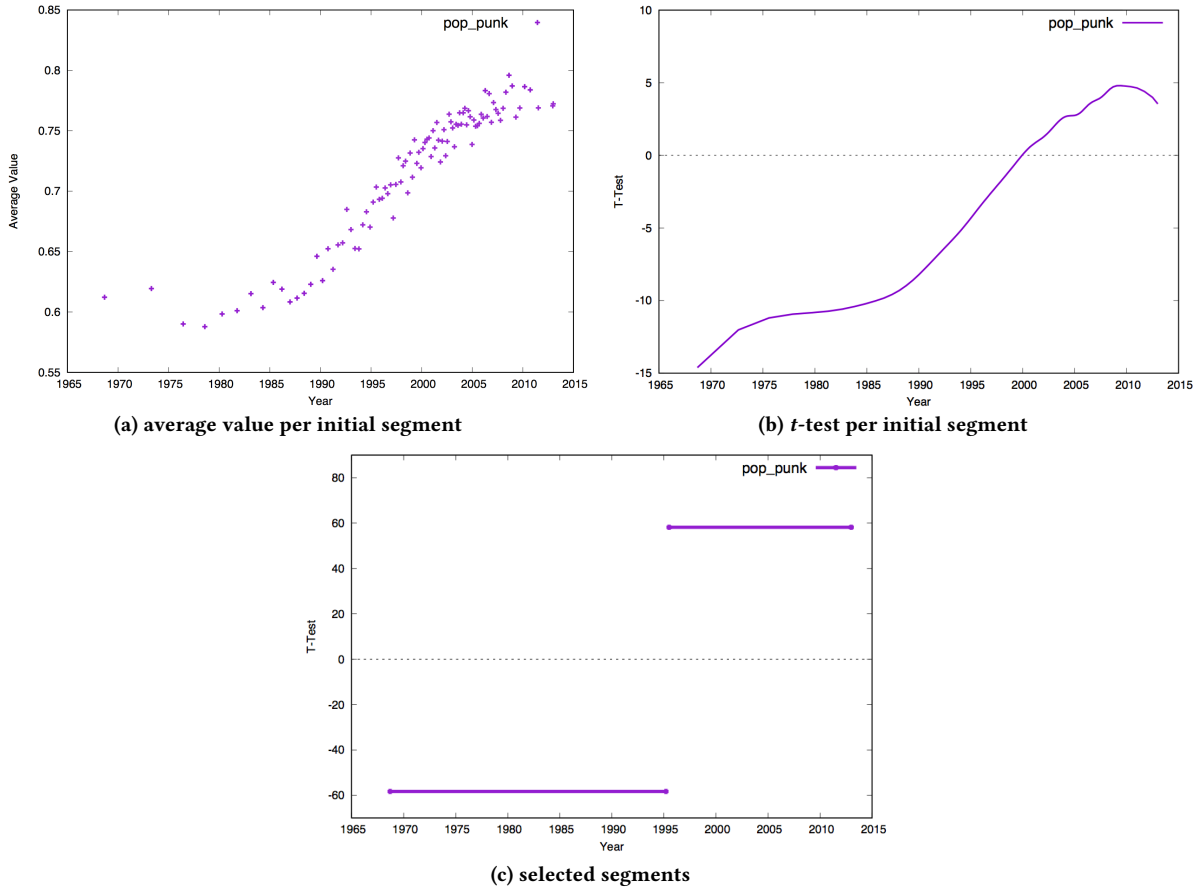 pop_punk
0.85
0.8
0.75
0.7
0.65
0.6
0.55
Average Value
1965 1970 1975 1980 1985 1990 1995 2000 2005 2010 2015
Year
(a) average value per initial segment
pop_punk
10
5
0
-5
-10
-15
T-Test
1965 1970 1975 1980 1985 1990 1995 2000 2005 2010 2015
Year
(b) t-test per initial segment
pop_punk
80
60
40
20
0
-20
-40
-60
T-Test
1965 1970 1975 1980 1985 1990 1995 2000 2005 2010 2015
Year
(c) selected segments